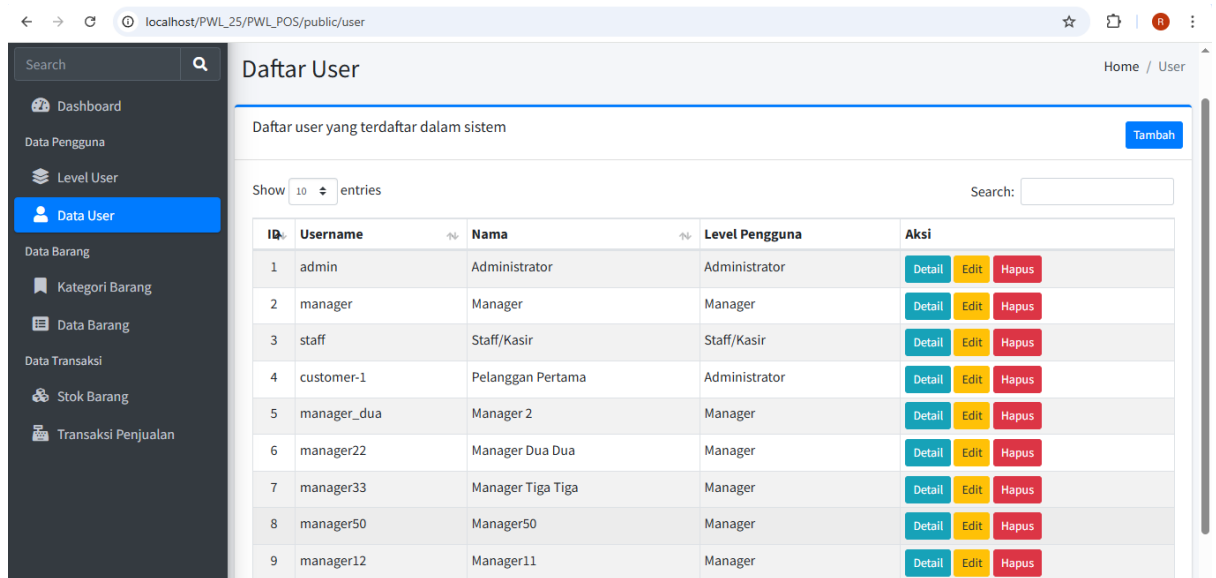 localhost/PWL_25/PWL_POS/public/user
R
Search
Dashboard
Data Pengguna
Level User
Data User
Data Barang
Kategori Barang
Data Barang
Data Transaksi
Stok Barang
Transaksi Penjualan
Daftar User
Home / User
Daftar user yang terdaftar dalam sistem
Tambah
Show 10 entries
Search:
ID Username Nama Level Pengguna Aksi
1 admin Administrator Administrator Detail Edit Hapus
2 manager Manager Manager Detail Edit Hapus
3 staff Staff/Kasir Staff/Kasir Detail Edit Hapus
4 customer-1 Pelanggan Pertama Administrator Detail Edit Hapus
5 manager_dua Manager 2 Manager Detail Edit Hapus
6 manager22 Manager Dua Dua Manager Detail Edit Hapus
7 manager33 Manager Tiga Tiga Manager Detail Edit Hapus
8 manager50 Manager50 Manager Detail Edit Hapus
9 manager12 Manager11 Manager Detail Edit Hapus